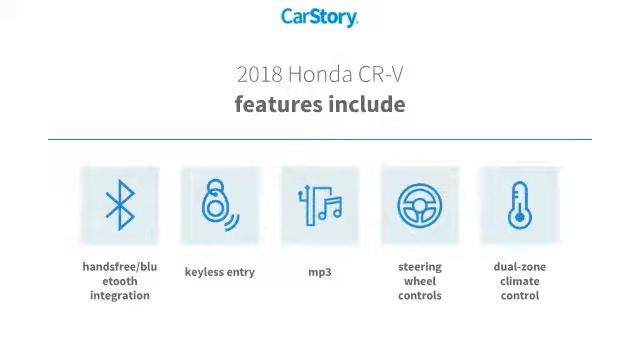 CarStory.
2018 Honda CR-V
features include
handsfree/blu
etooth
integration
keyless entry
mp3
steering
wheel
controls
dual-zone
climate
control